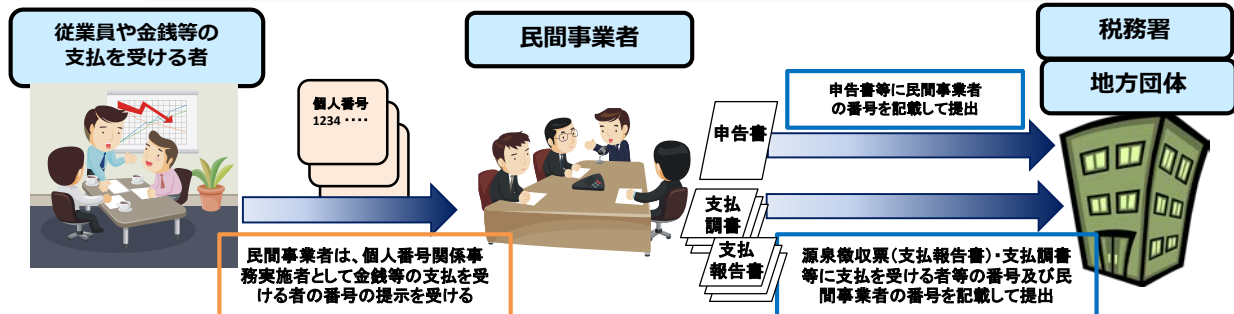 従業員や金銭等の
支払を受ける者
個人番号
1234 ‥‥
民間事業者は、個人番号関係事
務実施者として金銭等の支払を受
ける者の番号の提示を受ける
民間事業者
申告書
支払
調書
支払
報告書
申告書等に民間事業者
の番号を記載して提出
源泉徴収票(支払報告書)・支払調書
等に支払を受ける者等の番号及び民
間事業者の番号を記載して提出
税務署
地方団体